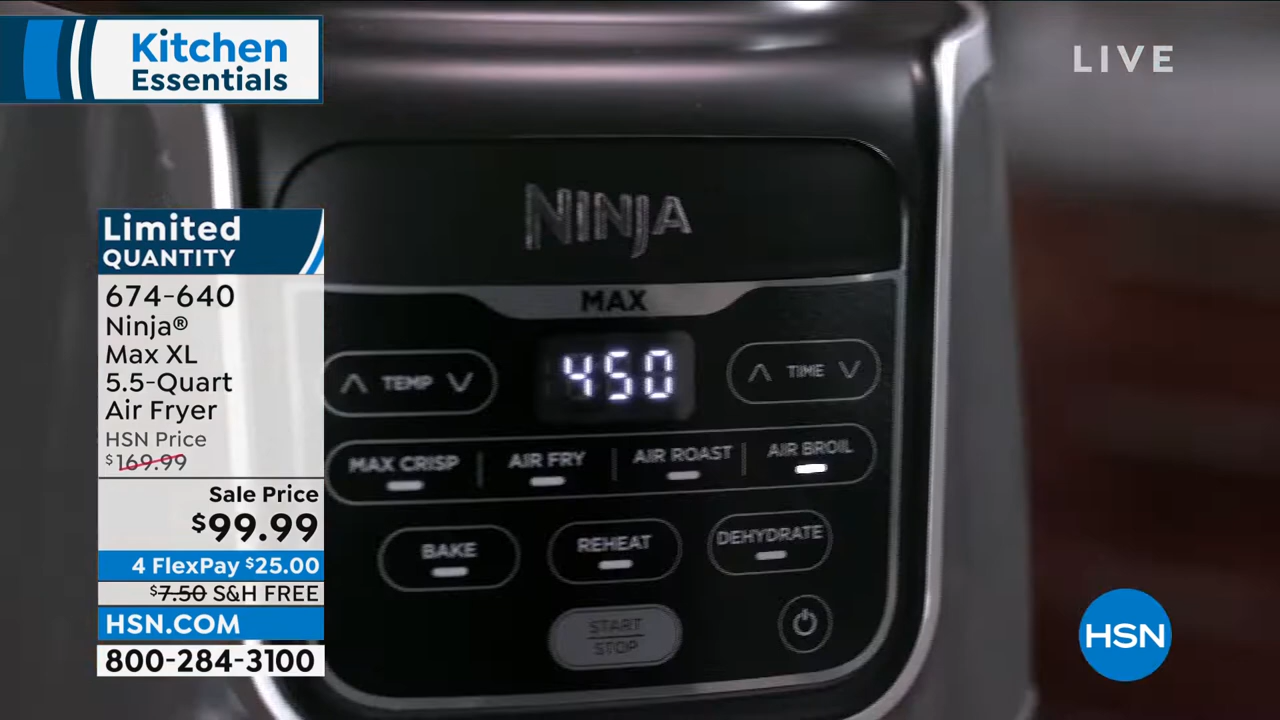 Kitchen
Essentials
LIVE
Limited
QUANTITY
674-640
Ninja®
Max XL
5.5-Quart
Air Fryer
HSN Price
$169.99
Sale Price
$99.99
4 FlexPay $25.00
$7.50 S&H FREE
HSN.COM
800-284-3100
NINJA
MAX
TEMP
450
TIME
MAX CRISP
AIR FRY
AIR ROAST
AIR BROIL
BAKE
REHEAT
DEHYDRATE
START
STOP
HSN